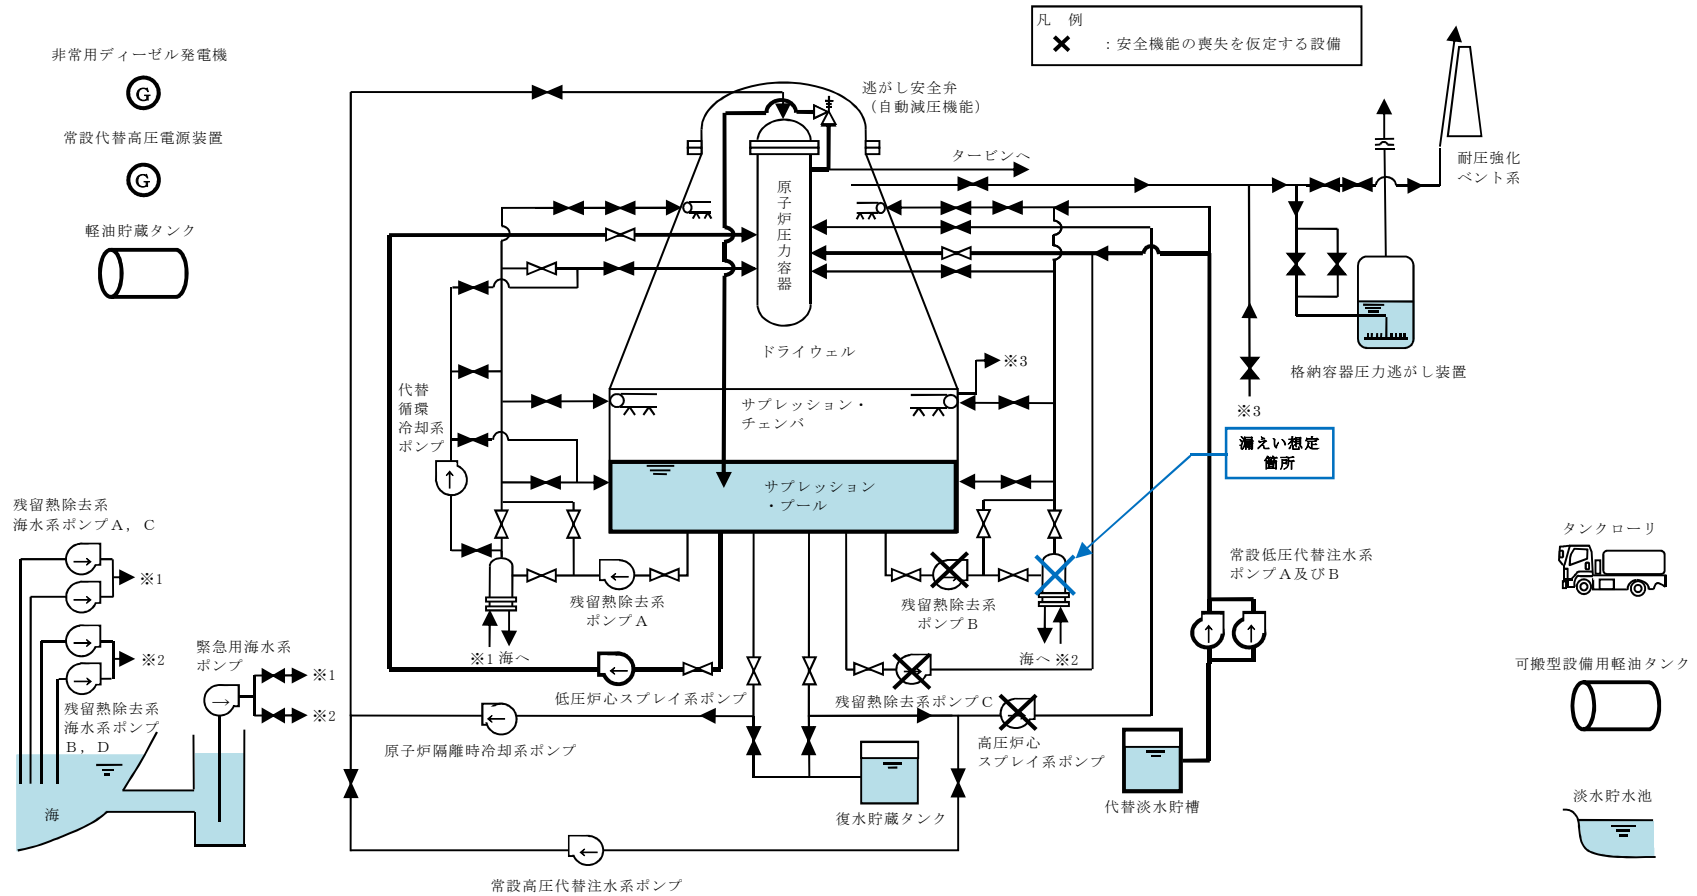 凡　例
：安全機能の喪失を仮定する設備
非常用ディーゼル発電機
G
常設代替高圧電源装置
G
軽油貯蔵タンク
逃がし安全弁
（自動減圧機能）
タービンへ
耐圧強化
ベント系
原子炉圧力容器
ドライウェル
※3
格納容器圧力逃がし装置
※3
代替
循環
冷却系
ポンプ
サプレッション・
チェンバ
漏えい想定
箇所
サプレッション
・プール
残留熱除去系
海水系ポンプＡ，Ｃ
※1
※2
残留熱除去系
海水系ポンプ
Ｂ，Ｄ
緊急用海水系
ポンプ
※1
※2
海
残留熱除去系
ポンプＡ
※1 海へ
残留熱除去系
ポンプＢ
海へ ※2
低圧炉心スプレイ系ポンプ
残留熱除去系ポンプＣ
原子炉隔離時冷却系ポンプ
高圧炉心
スプレイ系ポンプ
復水貯蔵タンク
常設高圧代替注水系ポンプ
常設低圧代替注水系
ポンプＡ及びＢ
代替淡水貯槽
タンクローリ
可搬型設備用軽油タンク
淡水貯水池